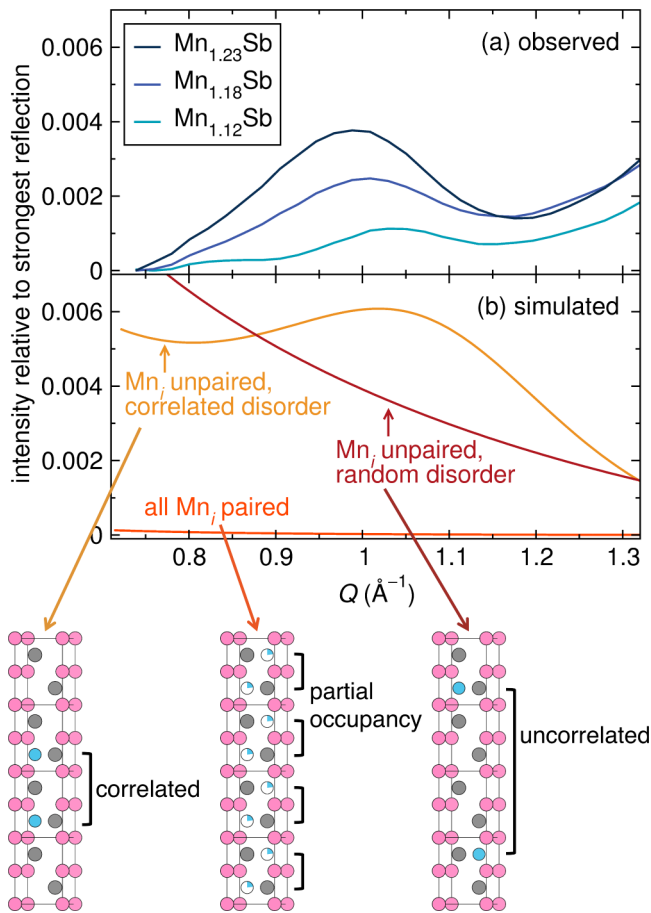 intensity relative to strongest reflection
0.006
0.004
0.002
0
Mn1.23Sb
Mn1.18Sb
Mn1.12Sb
(a) observed
0.006
0.004
0.002
0
(b) simulated
Mni unpaired,
correlated disorder
Mni unpaired,
random disorder
all Mni paired
0.8 0.9 1 1.1 1.2 1.3
Q (Å−1)
correlated
partial
occupancy
uncorrelated